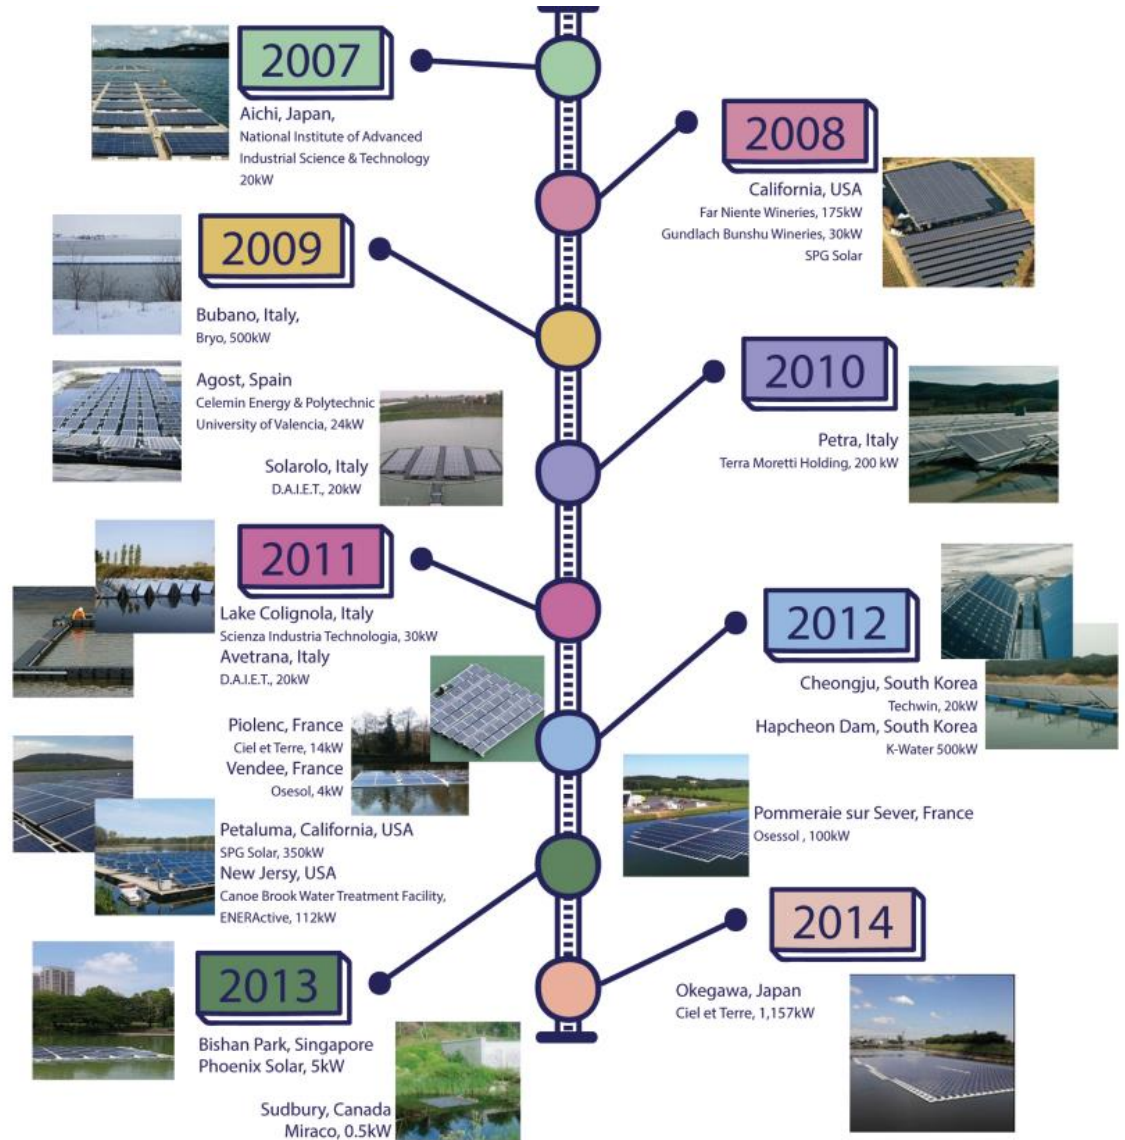 2007
Aichi, Japan,
National Institute of Advanced
Industrial Science & Technology
20kW
2008
California, USA
Far Niente Wineries, 175kW
Gundlach Bunshu Wineries, 30kW
SPG Solar
2009
Bubano, Italy,
Bryo, 500kW
Agost, Spain
Celemin Energy & Polytechnic
University of Valencia, 24kW
Solarolo, Italy
D.A.I.E.T., 20kW
2010
Petra, Italy
Terra Moretti Holding, 200 kW
2011
Lake Colignola, Italy
Scienza Industria Technologia, 30kW
Avetrana, Italy
D.A.I.E.T., 20kW
Piolenc, France
Ciel et Terre, 14kW
Vendee, France
Osesol, 4kW
Petaluma, California, USA
SPG Solar, 350kW
New Jersy, USA
Canoe Brook Water Treatment Facility,
ENERActive, 112kW
2012
Cheongju, South Korea
Techwin, 20kW
Hapcheon Dam, South Korea
K-Water 500kW
Pommeraie sur Sever, France
Osessol , 100kW
2013
Bishan Park, Singapore
Phoenix Solar, 5kW
Sudbury, Canada
Miraco, 0.5kW
2014
Okegawa, Japan
Ciel et Terre, 1,157kW